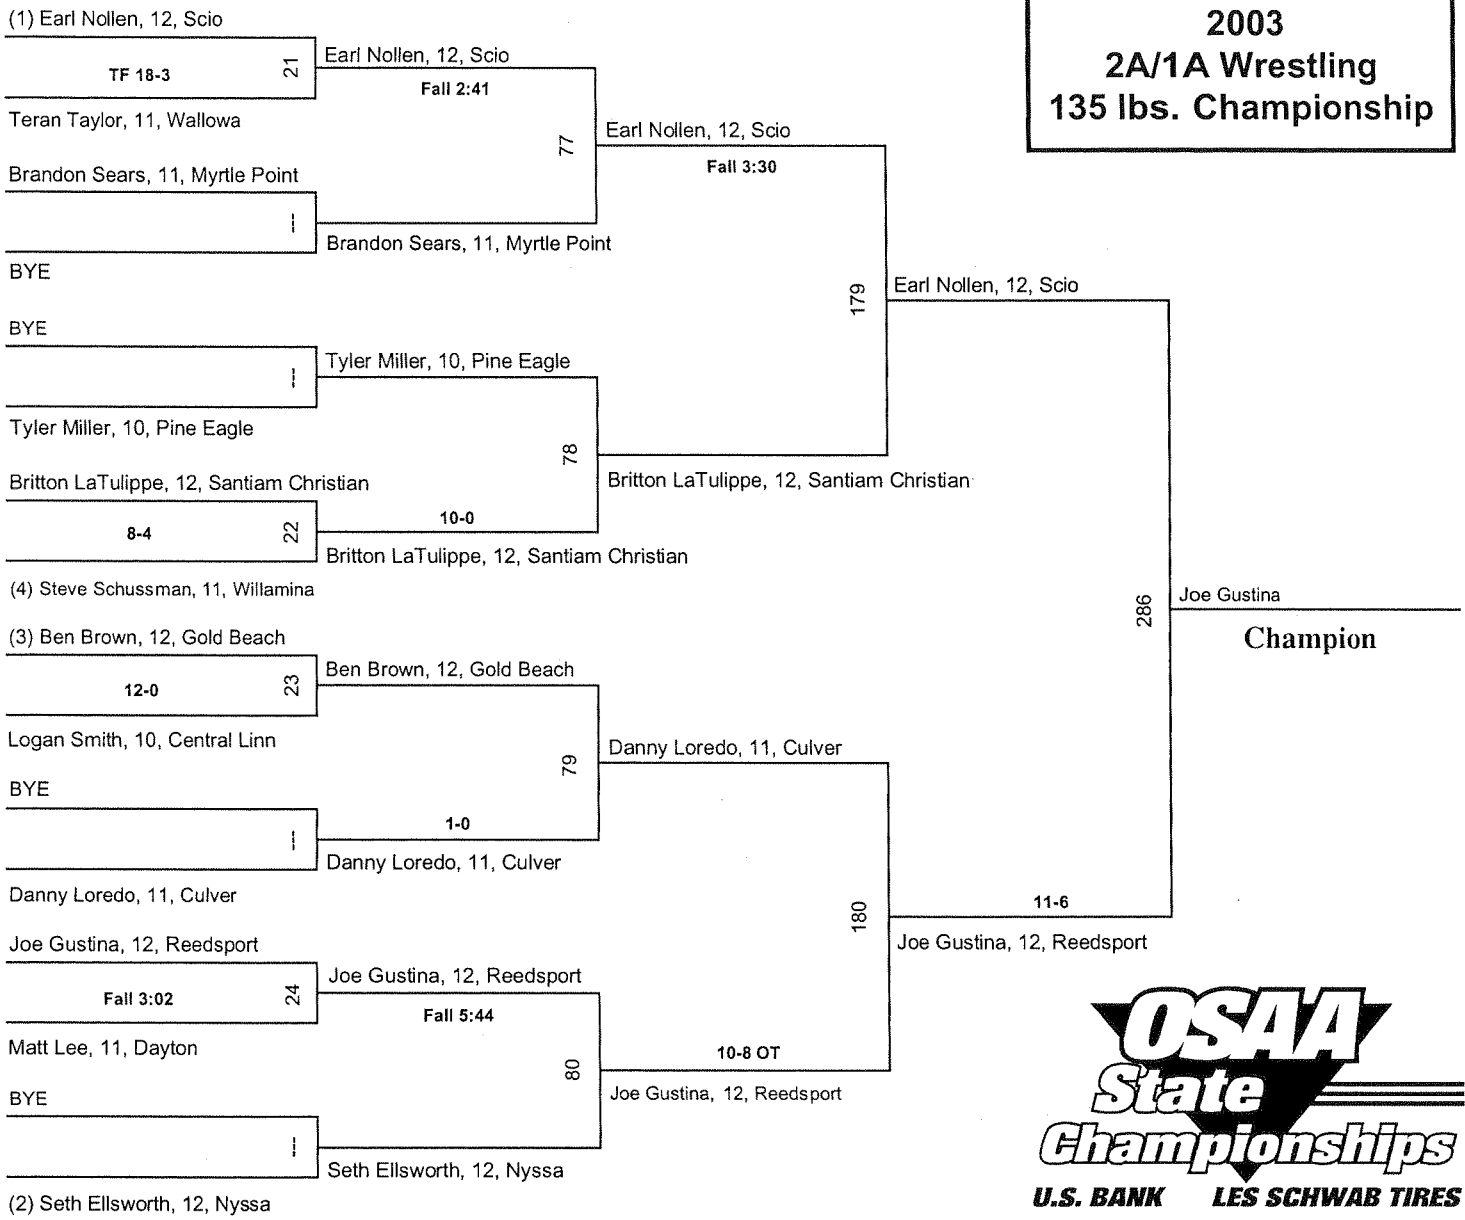 2003
2A/1A Wrestling
135 lbs. Championship
(1) Earl Nollen, 12, Scio
TF 18-3
21
Teran Taylor, 11, Wallowa
Brandon Sears, 11, Myrtle Point
BYE
BYE
Tyler Miller, 10, Pine Eagle
Britton LaTulippe, 12, Santiam Christian
8-4
22
(4) Steve Schussman, 11, Willamina
(3) Ben Brown, 12, Gold Beach
12-0
23
Logan Smith, 10, Central Linn
BYE
Danny Loredo, 11, Culver
Joe Gustina, 12, Reedsport
Fall 3:02
24
Matt Lee, 11, Dayton
BYE
(2) Seth Ellsworth, 12, Nyssa
Earl Nollen, 12, Scio
Fall 2:41
77
Brandon Sears, 11, Myrtle Point
Tyler Miller, 10, Pine Eagle
78
10-0
Britton LaTulippe, 12, Santiam Christian
Ben Brown, 12, Gold Beach
79
1-0
Danny Loredo, 11, Culver
Joe Gustina, 12, Reedsport
Fall 5:44
80
Seth Ellsworth, 12, Nyssa
Earl Nollen, 12, Scio
Fall 3:30
179
Britton LaTulippe, 12, Santiam Christian
Danny Loredo, 11, Culver
180
10-8 OT
Joe Gustina, 12, Reedsport
Earl Nollen, 12, Scio
286
11-6
Joe Gustina, 12, Reedsport
Joe Gustina
Champion
OSAA
State
Championships
U.S. BANK LES SCHWAB TIRES